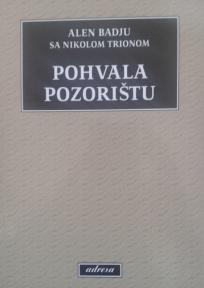 ALEN BADJU
SA NIKOLOM TRIONOM
POHVALA
POZORIŠTU
adresa